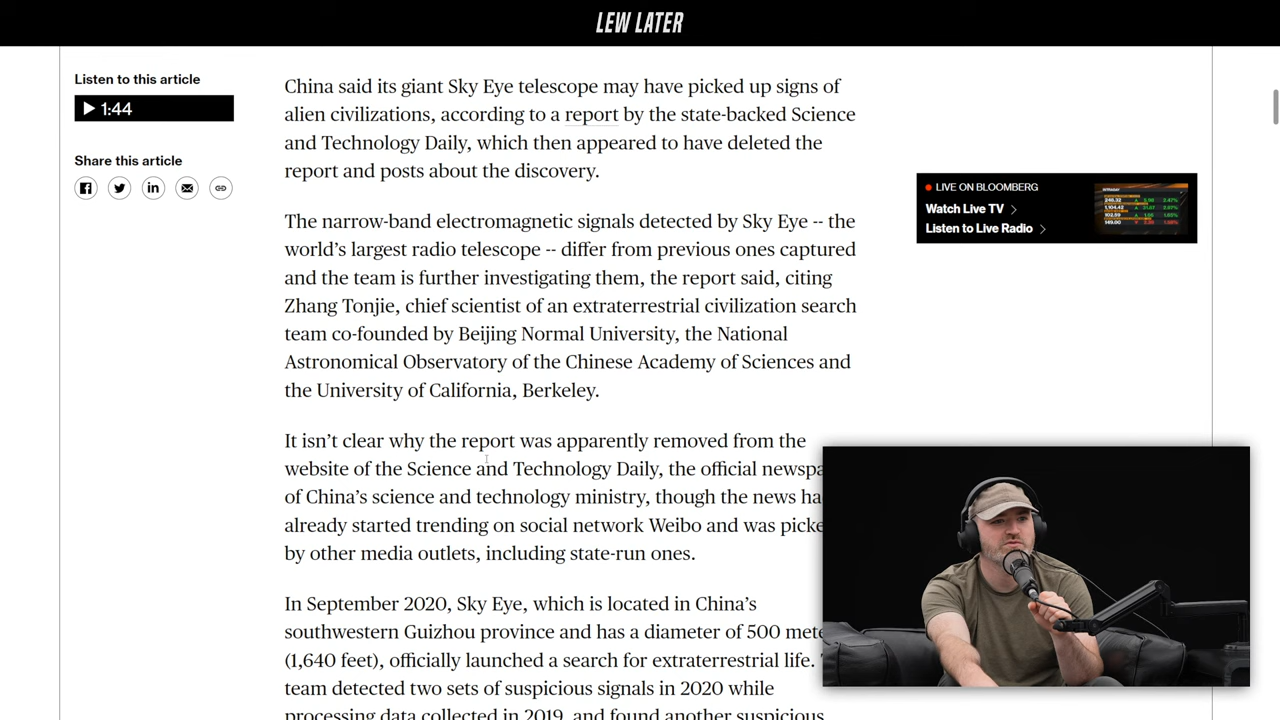 LEW LATER
Listen to this article
1:44
Share this article
China said its giant Sky Eye telescope may have picked up signs of
alien civilizations, according to a report by the state-backed Science
and Technology Daily, which then appeared to have deleted the
report and posts about the discovery.
The narrow-band electromagnetic signals detected by Sky Eye -- the
world's largest radio telescope -- differ from previous ones captured
and the team is further investigating them, the report said, citing
Zhang Tonjie, chief scientist of an extraterrestrial civilization search
team co-founded by Beijing Normal University, the National
Astronomical Observatory of the Chinese Academy of Sciences and
the University of California, Berkeley.
It isn't clear why the report was apparently removed from the
website of the Science and Technology Daily, the official newspa
of China's science and technology ministry, though the news ha
already started trending on social network Weibo and was picke
by other media outlets, including state-run ones.
In September 2020, Sky Eye, which is located in China's
southwestern Guizhou province and has a diameter of 500 mete
(1,640 feet), officially launched a search for extraterrestrial life.
team detected two sets of suspicious signals in 2020 while
processing data collected in 2019, and found another suspicious
LIVE ON BLOOMBERG
Watch Live TV
Listen to Live Radio